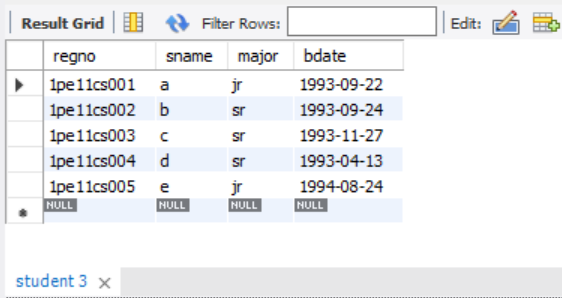 Result Grid Filter Rows: Edit:
regno sname major bdate
1pe11cs001 a jr 1993-09-22
1pe11cs002 b sr 1993-09-24
1pe11cs003 c sr 1993-11-27
1pe11cs004 d sr 1993-04-13
1pe11cs005 e jr 1994-08-24
NULL NULL NULL NULL
student 3